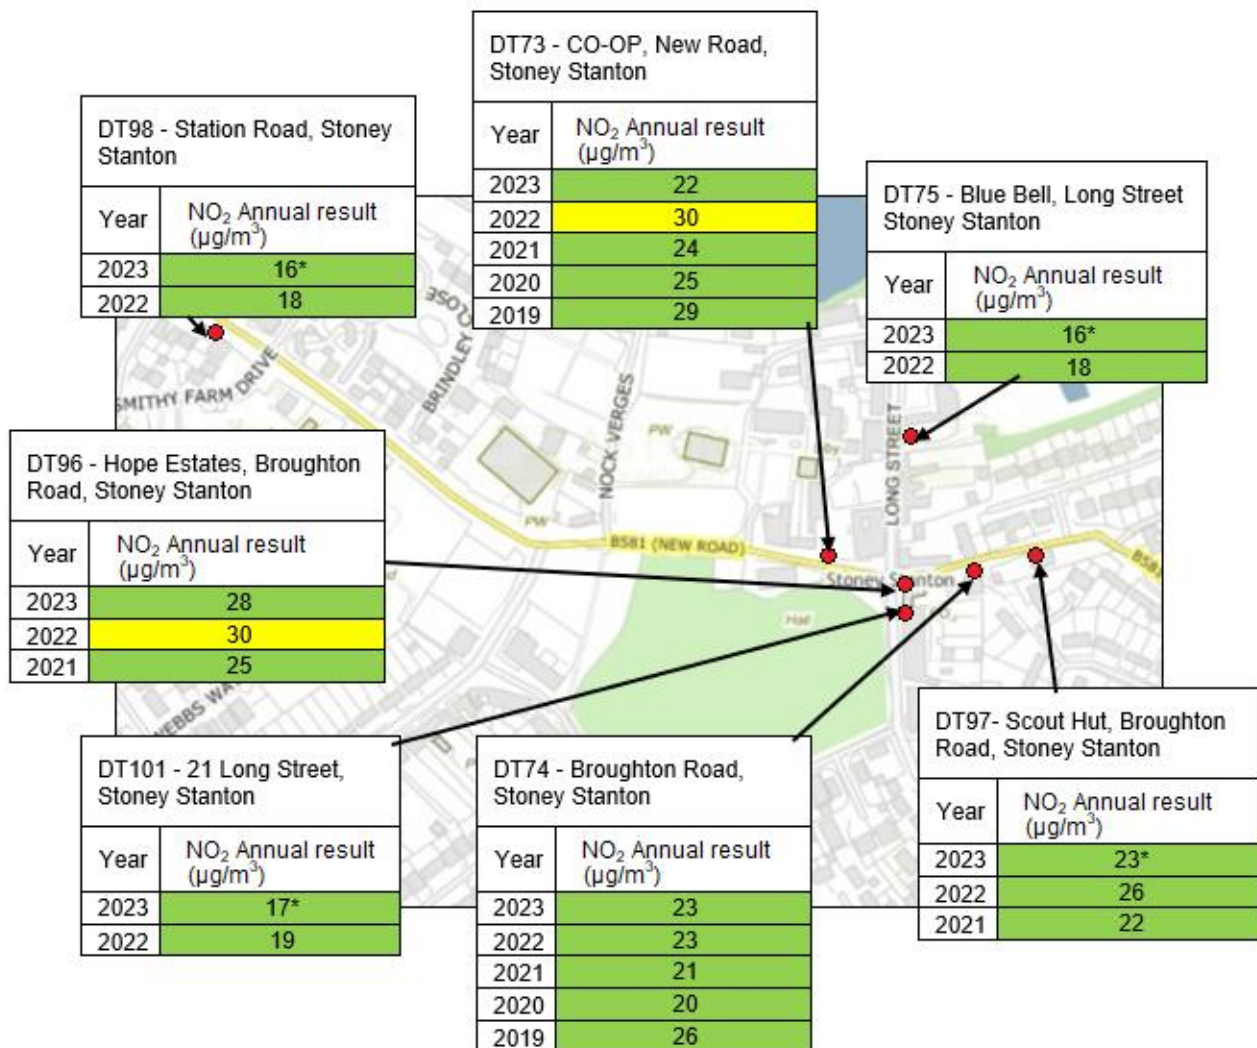 DT73 - CO-OP, New Road,
Stoney Stanton
Year
NO₂ Annual result
(µg/m³)
2023 22
2022 30
2021 24
2020 25
2019 29
DT98 - Station Road, Stoney
Stanton
Year
NO₂ Annual result
(µg/m³)
2023 16*
2022 18
DT75 - Blue Bell, Long Street
Stoney Stanton
Year
NO₂ Annual result
(µg/m³)
2023 16*
2022 18
CLOSE
BRINDLEY
SMITHY FARM DRIVE
NOCK VERGES
PW
LONG STREET
PW
B581 (NEW ROAD)
Stoney Stanton
Hall
B581
DT96 - Hope Estates, Broughton
Road, Stoney Stanton
Year
NO₂ Annual result
(µg/m³)
2023 28
2022 30
2021 25
DT101 - 21 Long Street,
Stoney Stanton
Year
NO₂ Annual result
(µg/m³)
2023 17*
2022 19
DT74 - Broughton Road,
Stoney Stanton
Year
NO₂ Annual result
(µg/m³)
2023 23
2022 23
2021 21
2020 20
2019 26
DT97- Scout Hut, Broughton
Road, Stoney Stanton
Year
NO₂ Annual result
(µg/m³)
2023 23*
2022 26
2021 22